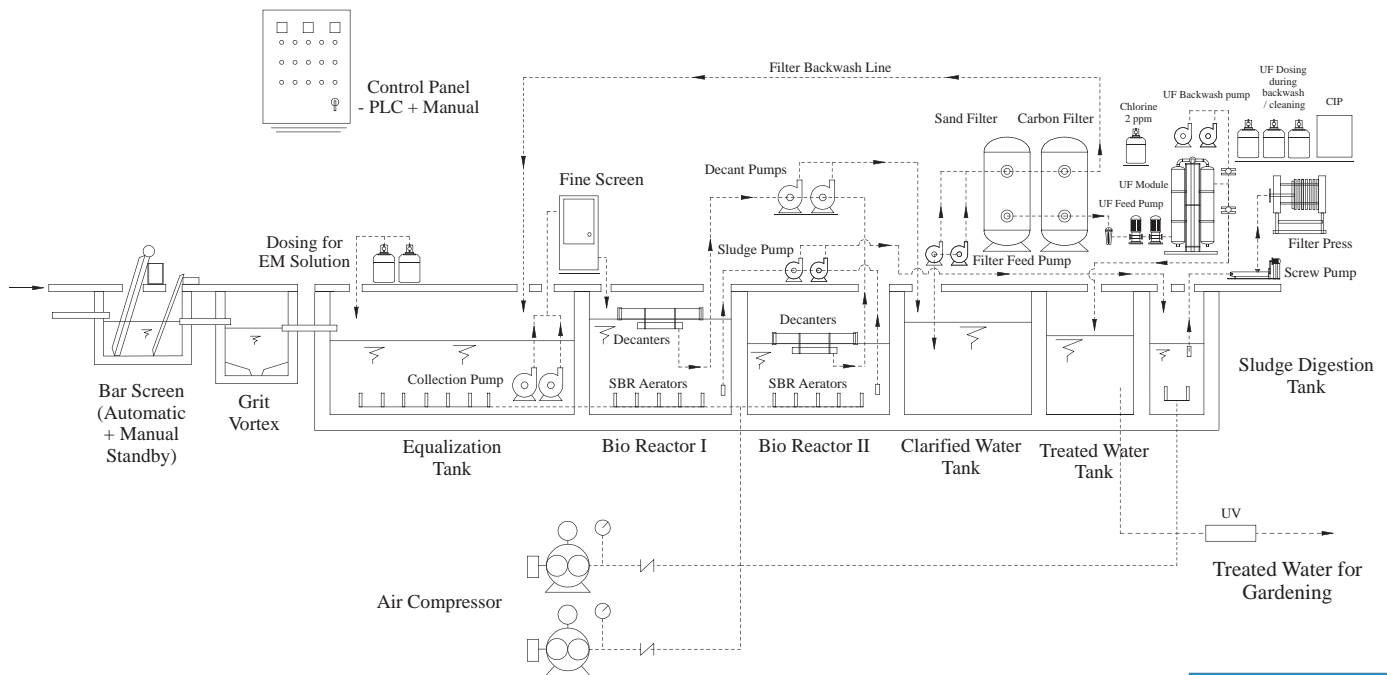 Control Panel
- PLC + Manual
Filter Backwash Line
UF Dosing
during
backwash
/ cleaning
CIP
UF Backwash pump
Chlorine
2 ppm
Sand Filter
Carbon Filter
Decant Pumps
Fine Screen
UF Module
UF Feed Pump
Dosing for
EM Solution
Sludge Pump
Filter Feed Pump
Filter Press
Screw Pump
Decanters
Decanters
Collection Pump
SBR Aerators
SBR Aerators
Bar Screen
(Automatic
+ Manual
Standby)
Grit
Vortex
Equalization
Tank
Bio Reactor I
Bio Reactor II
Clarified Water
Tank
Treated Water
Tank
Sludge Digestion
Tank
UV
Treated Water for
Gardening
Air Compressor